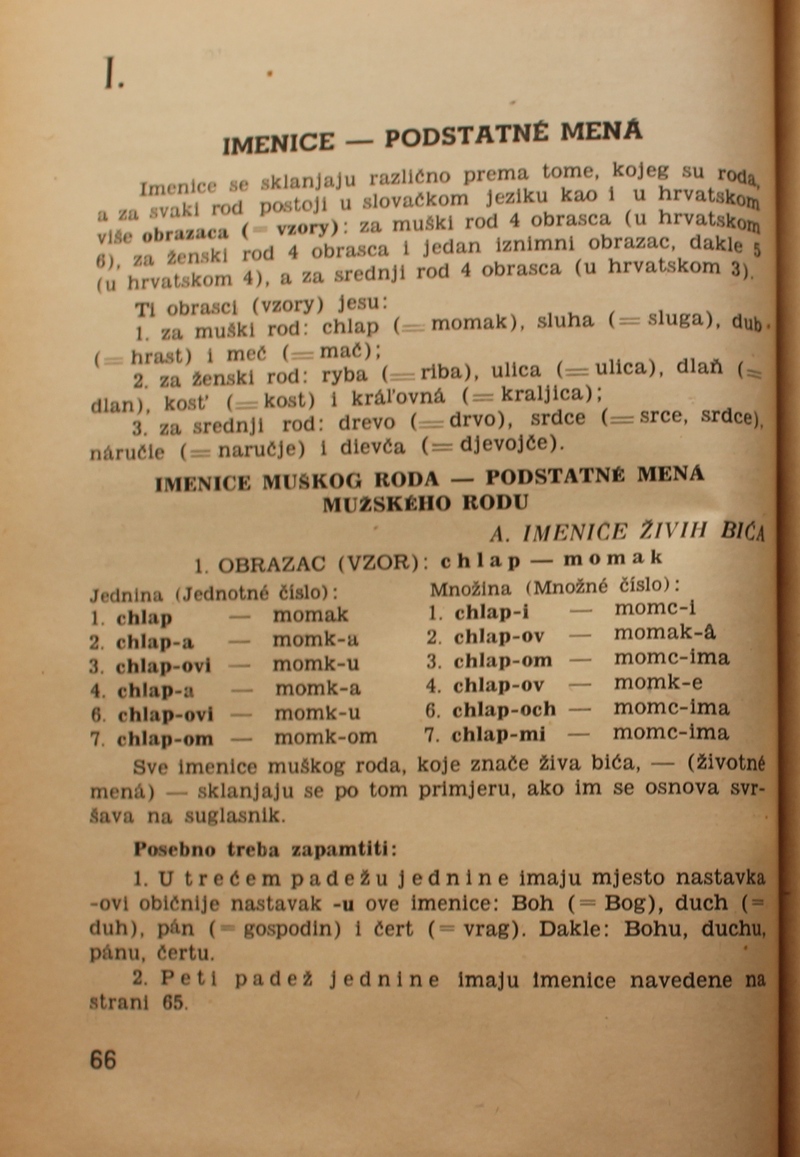 I.
IMENICE — PODSTATNÉ MENÁ
Imenice se sklanjaju različno prema tome, kojeg su roda,
a za svaki rod postoji u slovačkom jeziku kao i u hrvatskom
više obrazaca (= vzory): za muški rod 4 obrasca (u hrvatskom
6), za ženski rod 4 obrasca i jedan iznimni obrazac, dakle 5
(u hrvatskom 4), a za srednji rod 4 obrasca (u hrvatskom 3).
Ti obrasci (vzory) jesu:
1. za muški rod: chlap (= momak), sluha (= sluga), dub
(= hrast) i meč (= mač);
2. za ženski rod: ryba (= riba), ulica (= ulica), dlaň (=
dlan), kosť (= kost) i kráľovná (= kraljica);
3. za srednji rod: drevo (= drvo), srdce (= srce, srdce),
náručie (= naručje) i dievča (= djevojče).
IMENICE MUŠKOG RODA — PODSTATNÉ MENÁ
MUŽSKÉHO RODU
A. IMENICE ŽIVIH BIĆA
1. OBRAZAC (VZOR): chlap — momak
Jednina (Jednotné číslo): Množina (Množné číslo):
1. chlap — momak 1. chlap-i — momc-i
2. chlap-a — momk-a 2. chlap-ov — momak-â
3. chlap-ovi — momk-u 3. chlap-om — momc-ima
4. chlap-a — momk-a 4. chlap-ov — momk-e
6. chlap-ovi — momk-u 6. chlap-och — momc-ima
7. chlap-om — momk-om 7. chlap-mi — momc-ima
Sve imenice muškog roda, koje znače živa bića, — (životné
mená) — sklanjaju se po tom primjeru, ako im se osnova svr-
šava na suglasnik.
Posebno treba zapamtiti:
1. U trećem padežu jednine imaju mjesto nastavka
-ovi običnije nastavak -u ove imenice: Boh (= Bog), duch (=
duh), pán (= gospodin) i čert (= vrag). Dakle: Bohu, duchu,
pánu, čertu.
2. Peti padež jednine imaju imenice navedene na
strani 65.
66